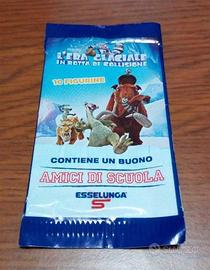 L'ERA GLACIALE
IN ROTTA DI COLLISIONE
10 FIGURINE
CONTIENE UN BUONO
AMICI DI SCUOLA
ESSELUNGA
S